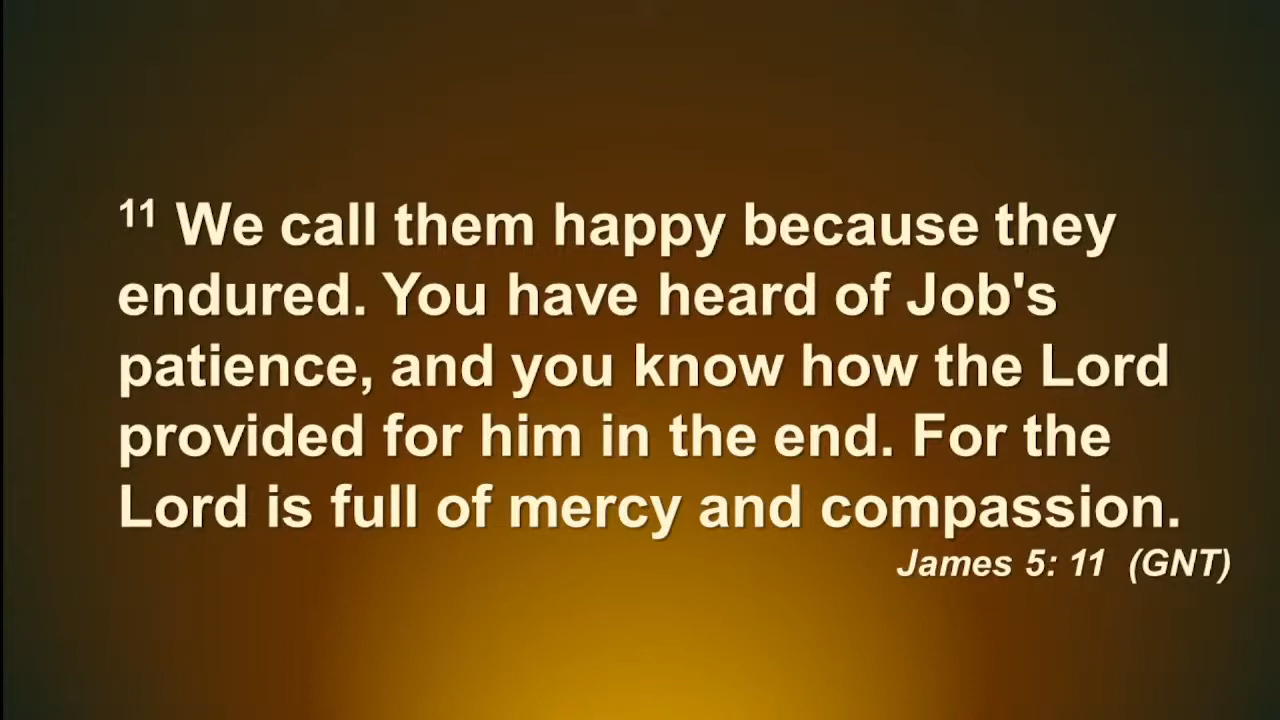 11 We call them happy because they
endured. You have heard of Job's
patience, and you know how the Lord
provided for him in the end. For the
Lord is full of mercy and compassion.
James 5: 11 (GNT)